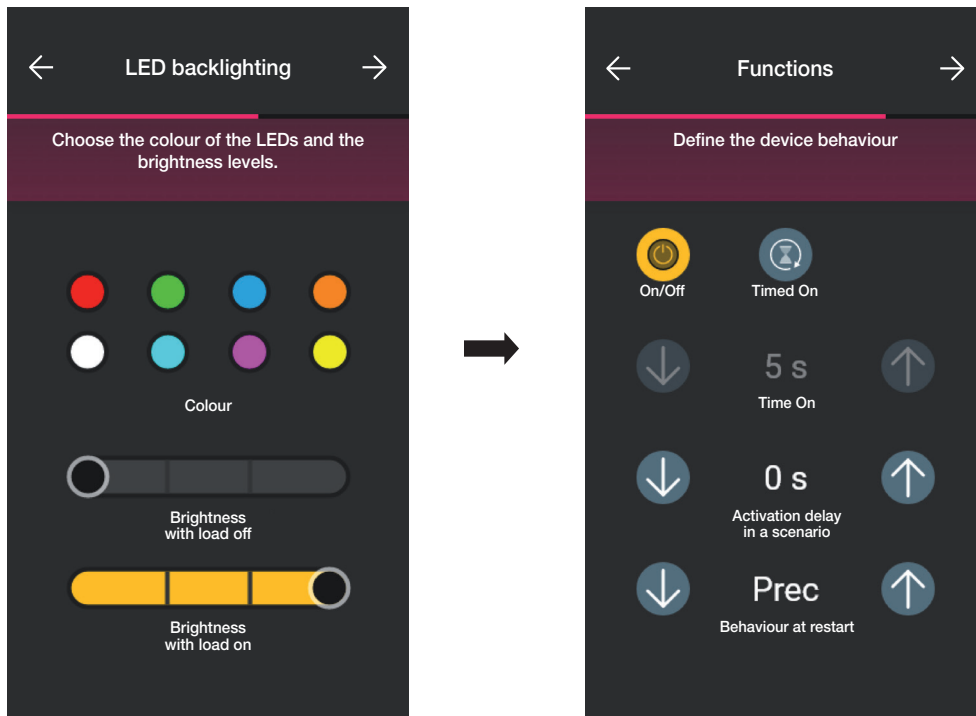 LED backlighting
Choose the colour of the LEDs and the
brightness levels.
Colour
Brightness
with load off
Brightness
with load on
Functions
Define the device behaviour
On/Off
Timed On
5 s
Time On
0 s
Activation delay
in a scenario
Prec
Behaviour at restart